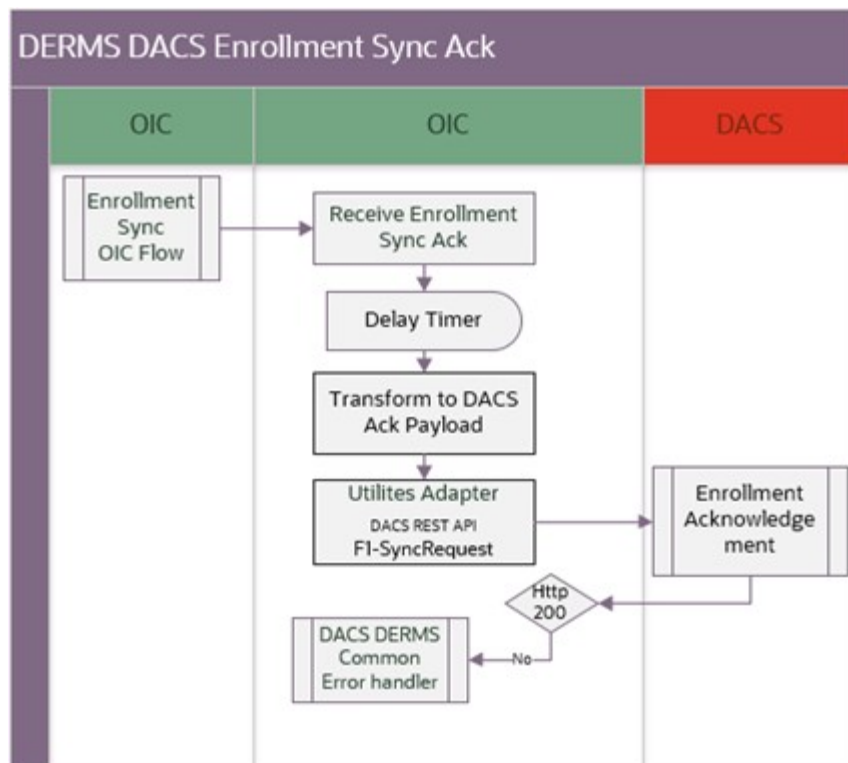 DERMS DACS Enrollment Sync Ack
OIC
OIC
DACS
Enrollment
Sync
OIC Flow
Receive Enrollment
Sync Ack
Delay Timer
Transform to DACS
Ack Payload
Utilites Adapter
DACS REST API
F1-SyncRequest
Enrollment
Acknowledge
ment
Http
200
No
DACS DERMS
Common
Error handler